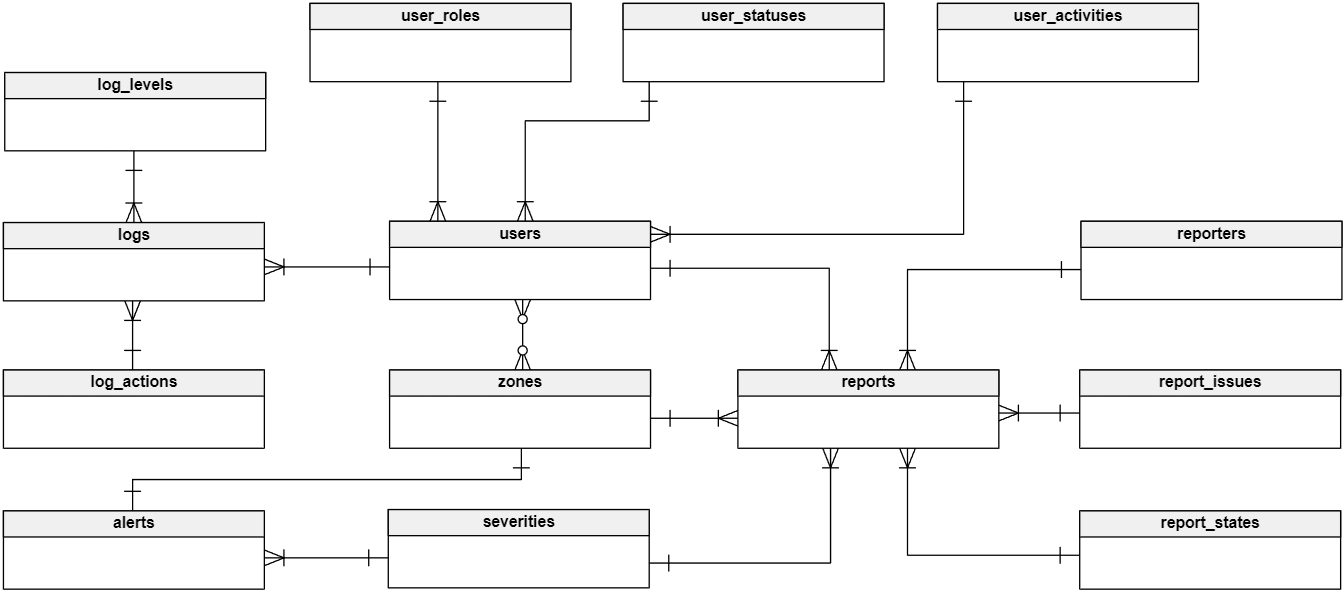 user_roles
user_statuses
user_activities
log_levels
logs
users
reporters
log_actions
zones
reports
report_issues
alerts
severities
report_states